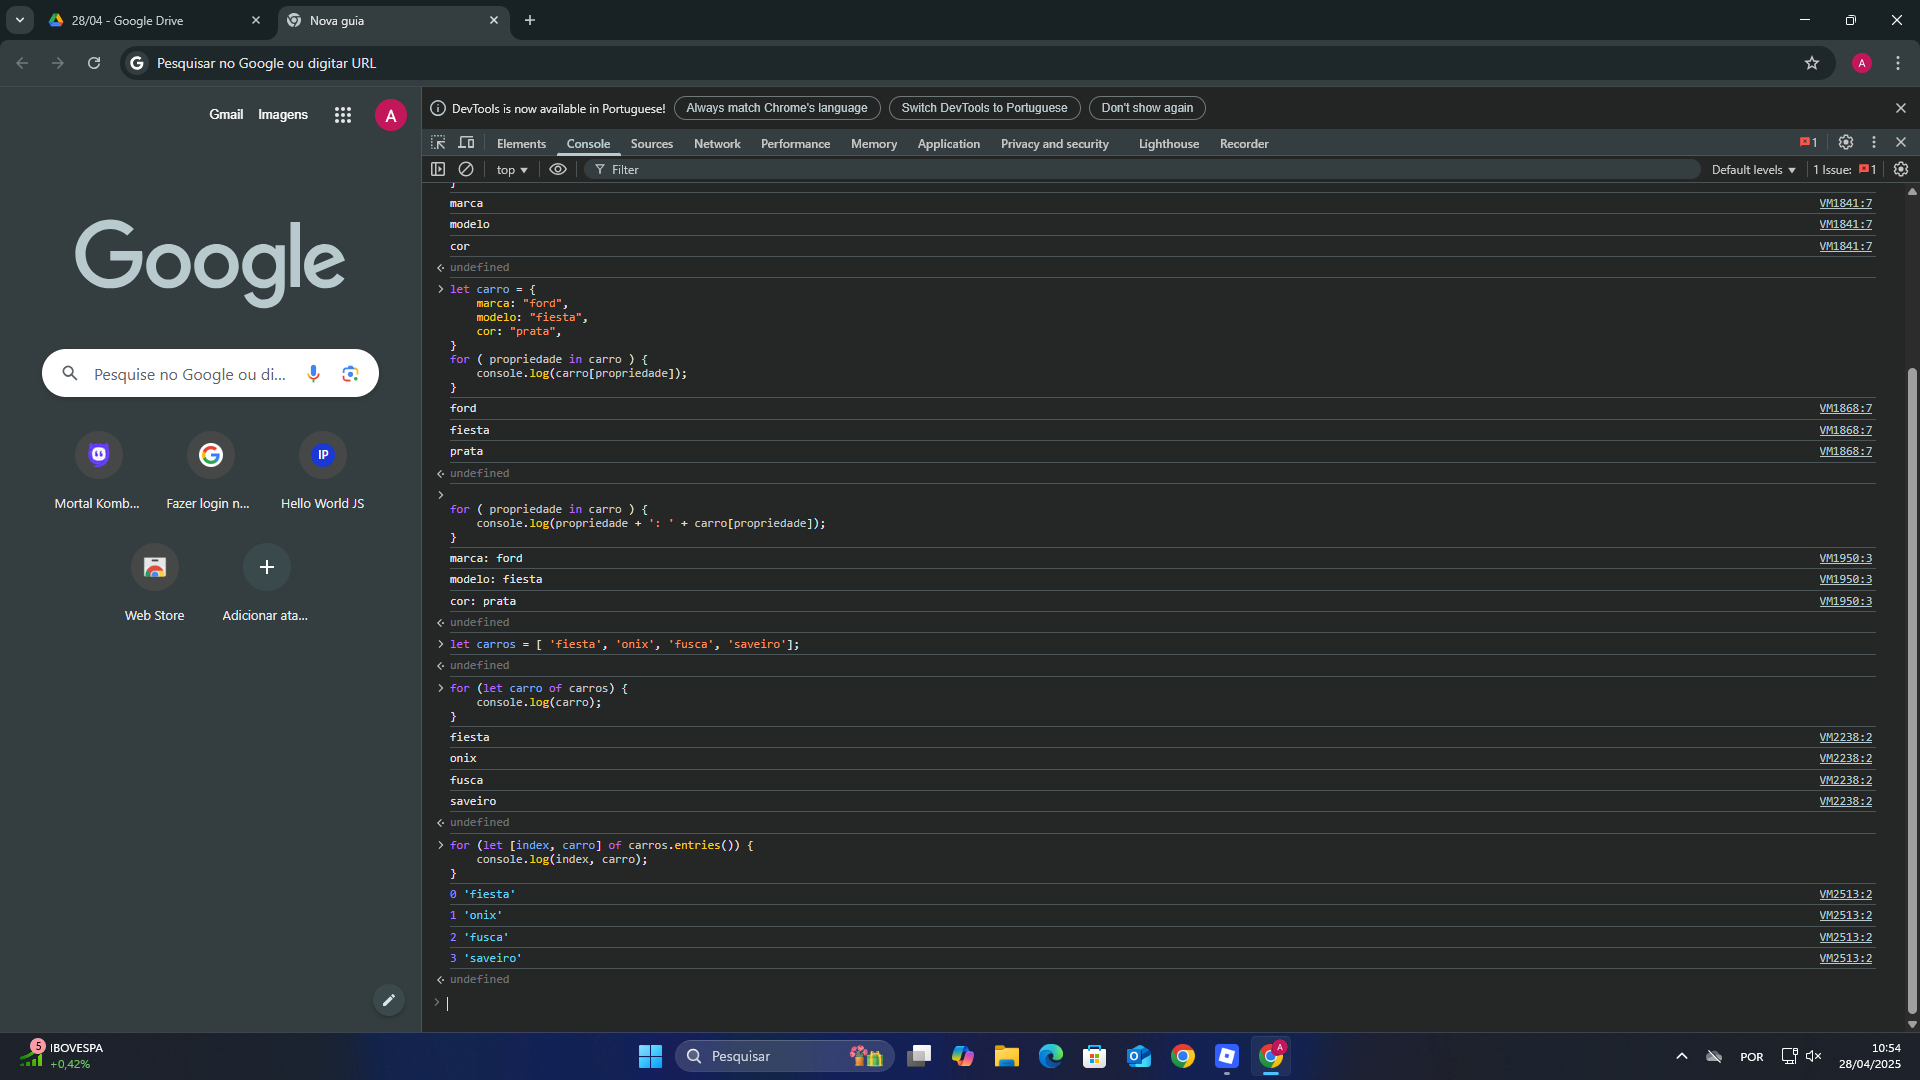 28/04 - Google Drive
Nova guia
Pesquisar no Google ou digitar URL
A
Gmail
Imagens
A
Google
Pesquise no Google ou di...
Mortal Komb...
Fazer login n...
IP
Hello World JS
Web Store
Adicionar ata...
DevTools is now available in Portuguese!
Always match Chrome's language
Switch DevTools to Portuguese
Don't show again
Elements
Console
Sources
Network
Performance
Memory
Application
Privacy and security
Lighthouse
Recorder
1
top
Filter
Default levels
1 Issue:
1
}
marca VM1841:7
modelo VM1841:7
cor VM1841:7
undefined
let carro = {
    marca: "ford",
    modelo: "fiesta",
    cor: "prata",
}
for ( propriedade in carro ) {
    console.log(carro[propriedade]);
}
ford VM1868:7
fiesta VM1868:7
prata VM1868:7
undefined
for ( propriedade in carro ) {
    console.log(propriedade + ': ' + carro[propriedade]);
}
marca: ford VM1950:3
modelo: fiesta VM1950:3
cor: prata VM1950:3
undefined
let carros = [ 'fiesta', 'onix', 'fusca', 'saveiro'];
undefined
for (let carro of carros) {
    console.log(carro);
}
fiesta VM2238:2
onix VM2238:2
fusca VM2238:2
saveiro VM2238:2
undefined
for (let [index, carro] of carros.entries()) {
    console.log(index, carro);
}
0 'fiesta' VM2513:2
1 'onix' VM2513:2
2 'fusca' VM2513:2
3 'saveiro' VM2513:2
undefined
5
IBOVESPA
+0,42%
Pesquisar
A
POR
10:54
28/04/2025